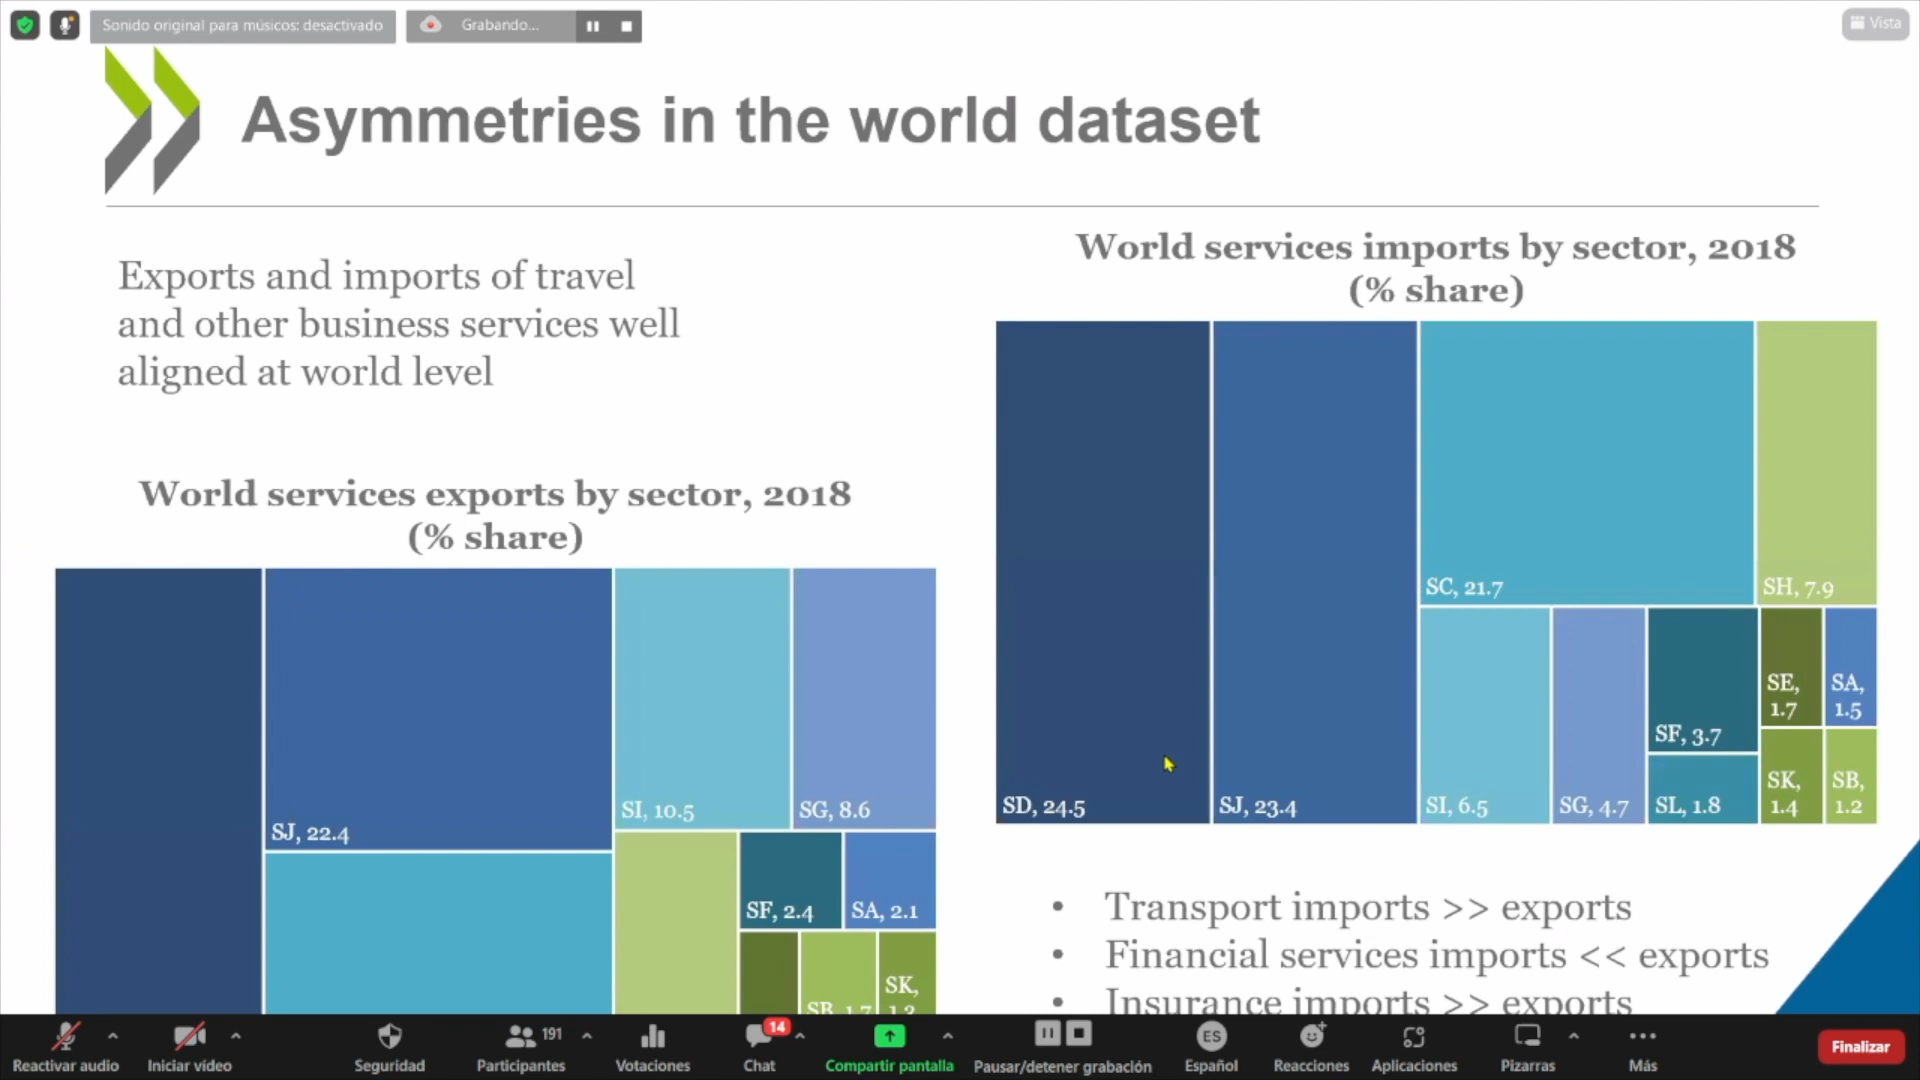 Sonido original para músicos: desactivado
Grabando...
Vista
Asymmetries in the world dataset
Exports and imports of travel
and other business services well
aligned at world level
World services imports by sector, 2018
(% share)
SD, 24.5
SJ, 23.4
SC, 21.7
SH, 7.9
SI, 6.5
SG, 4.7
SF, 3.7
SL, 1.8
SE,
1.7
SA,
1.5
SK,
1.4
SB,
1.2
World services exports by sector, 2018
(% share)
SJ, 22.4
SI, 10.5
SG, 8.6
SF, 2.4
SA, 2.1
SB, 1.7
SK,
• Transport imports >> exports
• Financial services imports << exports
• Insurance imports >> exports
Reactivar audio
Iniciar vídeo
Seguridad
191
Participantes
Votaciones
14
Chat
Compartir pantalla
Pausar/detener grabación
ES
Español
Reacciones
Aplicaciones
Pizarras
Más
Finalizar